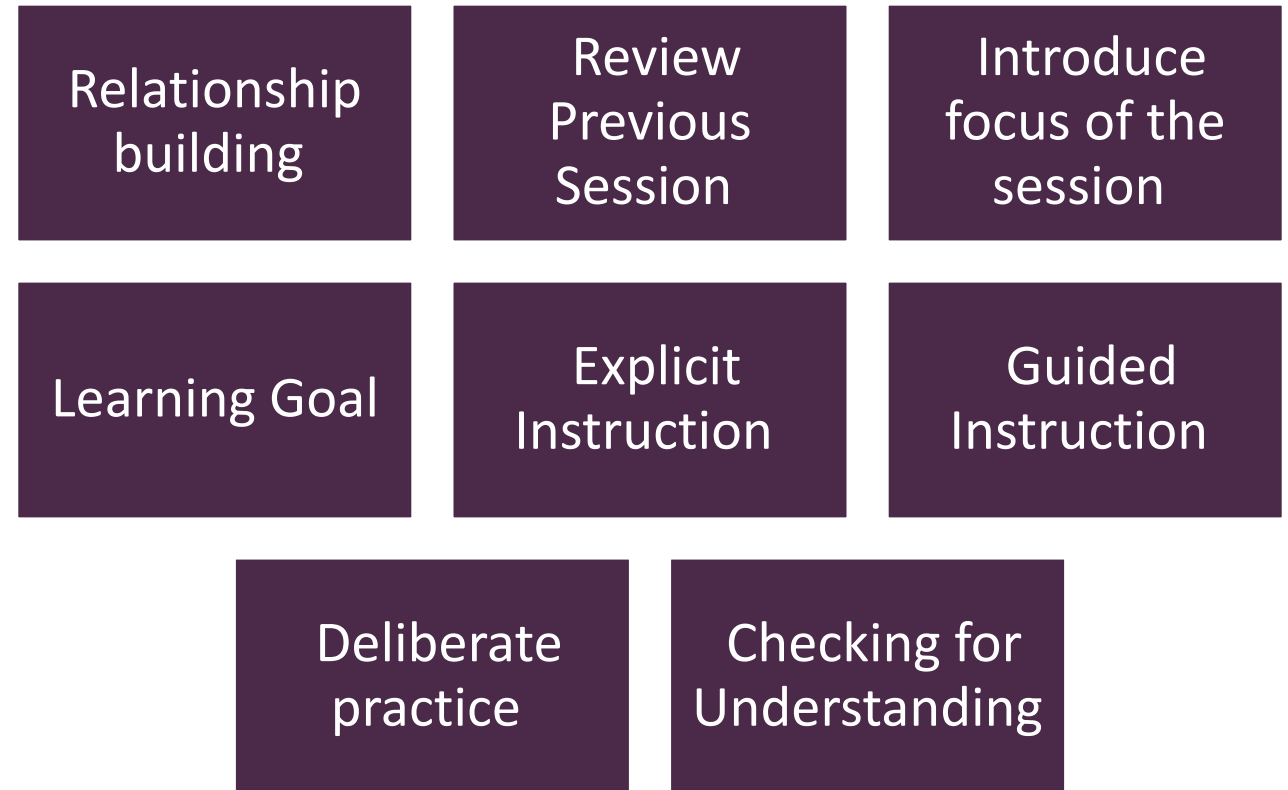 Relationship
building
Review
Previous
Session
Introduce
focus of the
session
Learning Goal
Explicit
Instruction
Guided
Instruction
Deliberate
practice
Checking for
Understanding